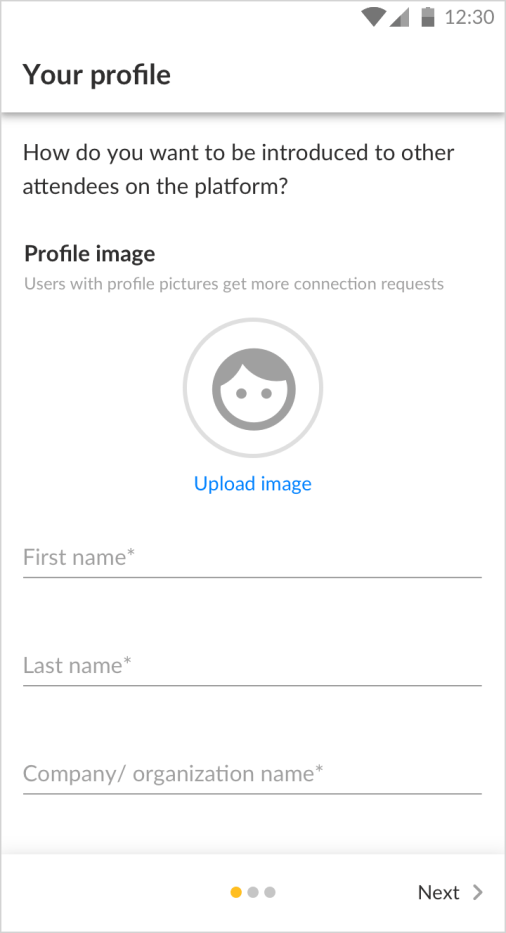 12:30
Your profile
How do you want to be introduced to other
attendees on the platform?
Profile image
Users with profile pictures get more connection requests
Upload image
First name*
Last name*
Company/ organization name*
Next